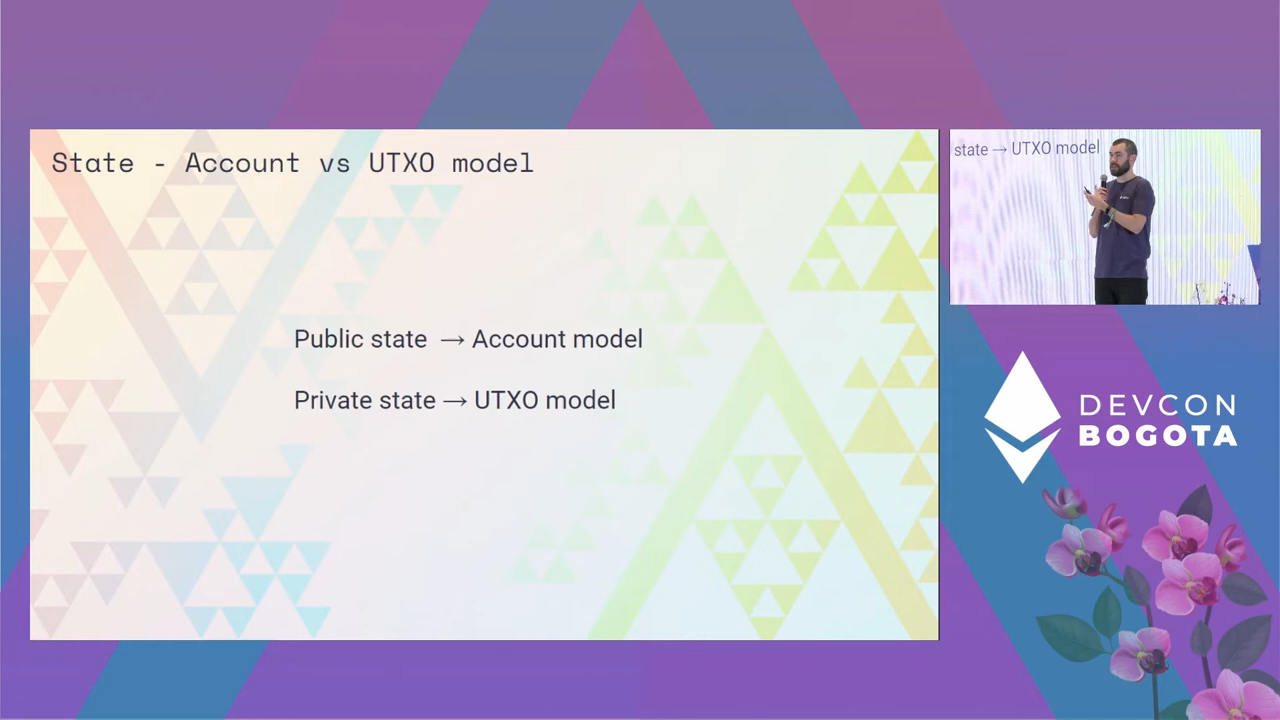 State - Account vs UTXO model
Public state → Account model
Private state → UTXO model
state → UTXO model
DEVCON
BOGOTA